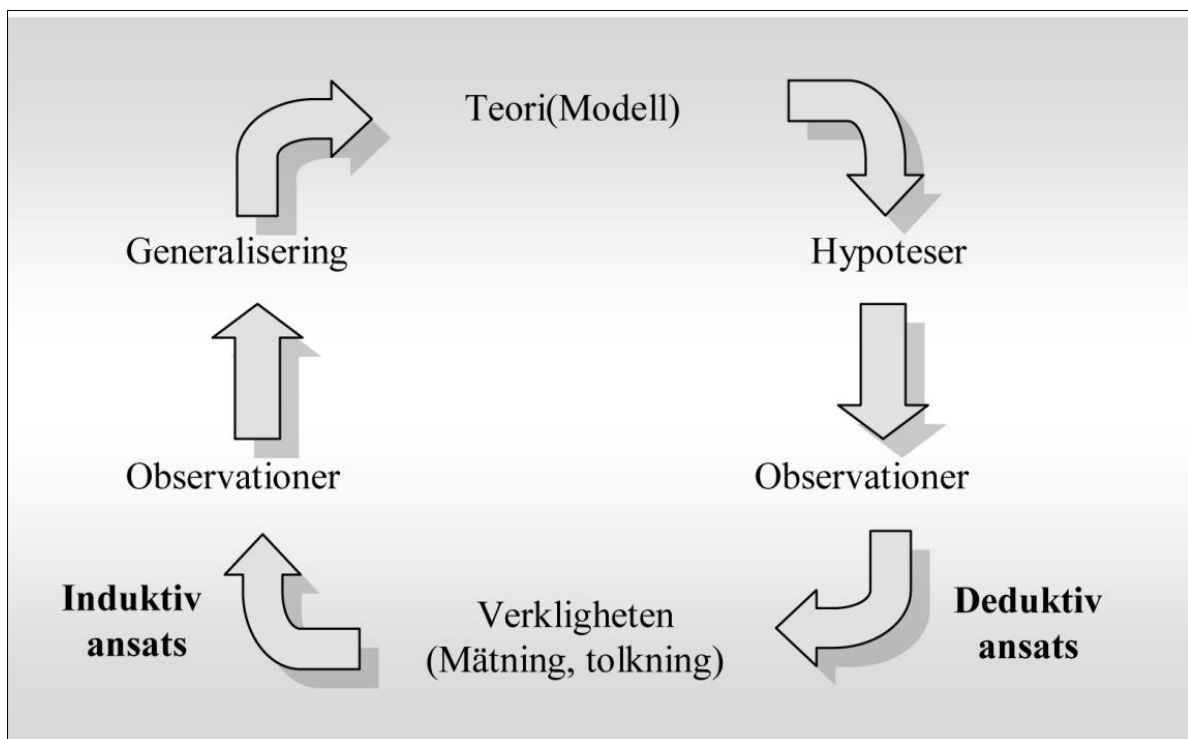 Teori(Modell)
Generalisering
Hypoteser
Observationer
Observationer
Induktiv
ansats
Verkligheten
(Mätning, tolkning)
Deduktiv
ansats